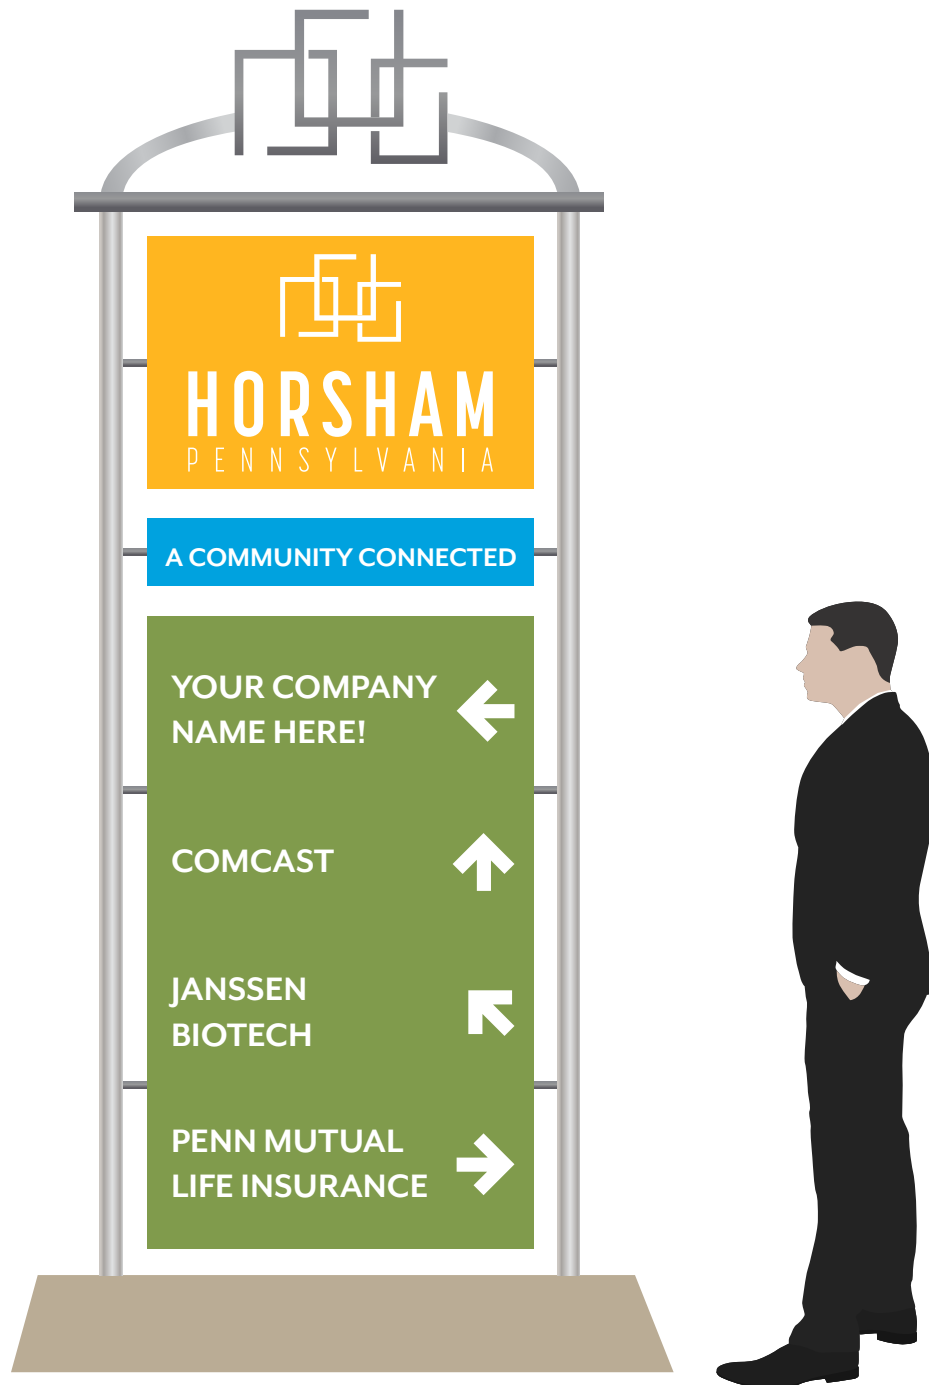 HORSHAM
PENNSYLVANIA
A COMMUNITY CONNECTED
YOUR COMPANY
NAME HERE!
COMCAST
JANSSEN
BIOTECH
PENN MUTUAL
LIFE INSURANCE